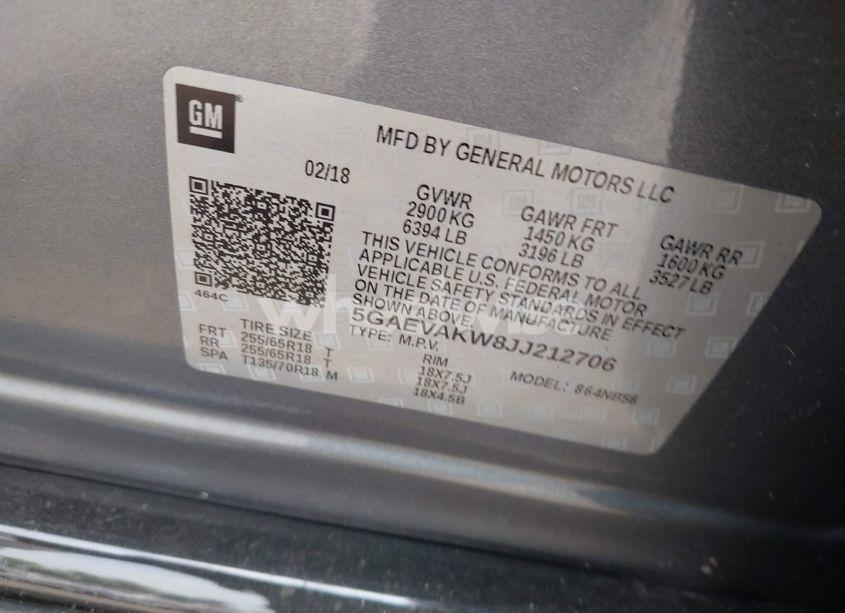 GM
MFD BY GENERAL MOTORS LLC
02/18
GVWR
2900 KG
6394 LB
GAWR FRT
1450 KG
3196 LB
GAWR RR
1600 KG
3527 LB
THIS VEHICLE CONFORMS TO ALL
APPLICABLE U.S. FEDERAL MOTOR
VEHICLE SAFETY STANDARDS IN EFFECT
ON THE DATE OF MANUFACTURE
SHOWN ABOVE.
464C
5GAEVAKW8JJ212706
TYPE: M.P.V.
MODEL: 864NB56
TIRE SIZE
RIM
FRT 255/65R18 T 18X7.5J
RR 255/65R18 T 18X7.5J
SPA T135/70R18 M 18X4.5B